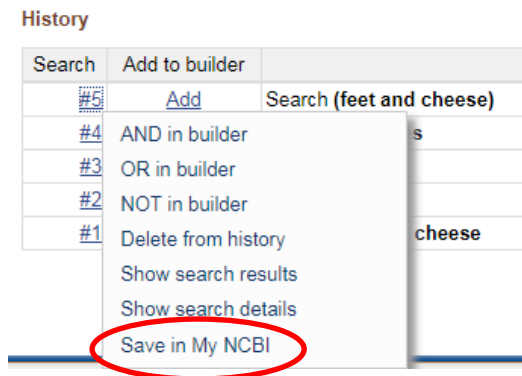 History
Search Add to builder
#5 Add Search (feet and cheese)
#4 s
AND in builder
#3
OR in builder
#2
NOT in builder
#1 cheese
Delete from history
Show search results
Show search details
Save in My NCBI